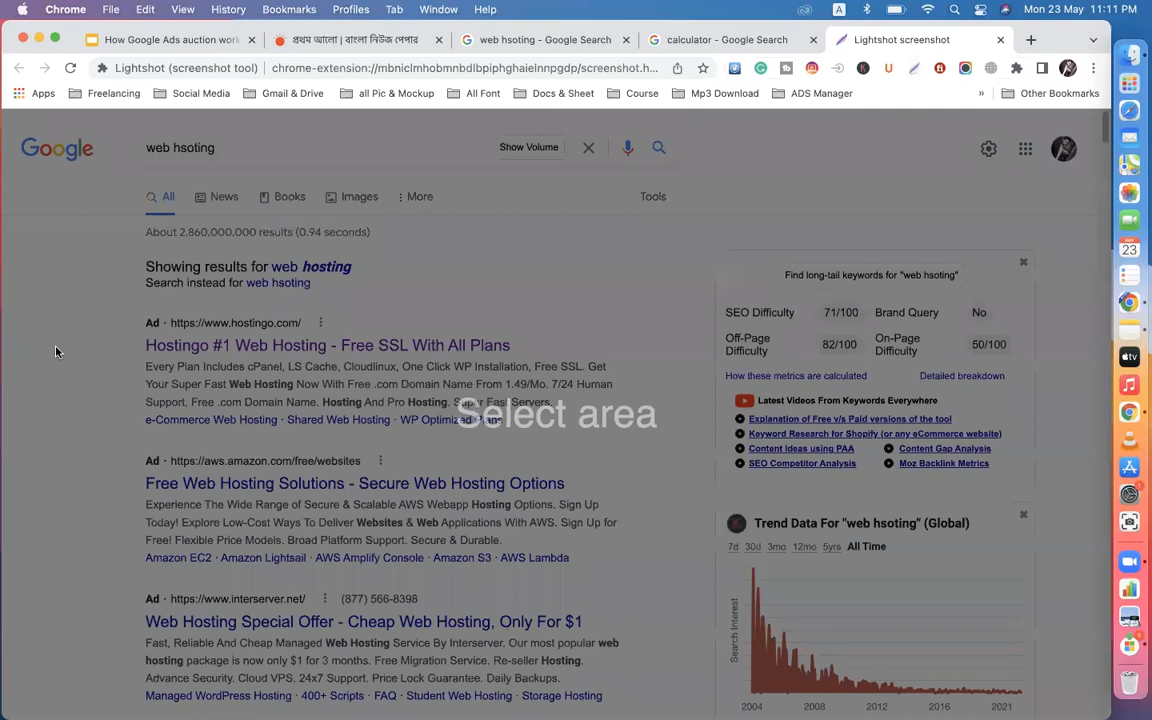 Chrome File Edit View History Bookmarks Profiles Tab Window Help A Mon 23 May 11:11 PM
How Google Ads auction work × প্রথম আলো | বাংলা নিউজ পেপার × web hsoting - Google Search × calculator - Google Search × Lightshot screenshot ×
Lightshot (screenshot tool) | chrome-extension://mbniclmhobmnbdlbpiphghaielnnpgdp/screenshot.h...
Apps Freelancing Social Media Gmail & Drive all Pic & Mockup All Font Docs & Sheet Course Mp3 Download ADS Manager » Other Bookmarks
Google web hsoting Show Volume
All News Books Images More Tools
About 2,860,000,000 results (0.94 seconds)
Showing results for web hosting
Search instead for web hsoting
Ad · https://www.hostingo.com/
Hostingo #1 Web Hosting - Free SSL With All Plans
Every Plan Includes cPanel, LS Cache, Cloudlinux, One Click WP Installation, Free SSL. Get
Your Super Fast Web Hosting Now With Free .com Domain Name From 1.49/Mo. 7/24 Human
Support. Free .com Domain Name. Hosting And Pro Hosting. Super Fast Servers.
e-Commerce Web Hosting · Shared Web Hosting · WP Optimized Plans
Select area
Ad · https://aws.amazon.com/free/websites
Free Web Hosting Solutions - Secure Web Hosting Options
Experience The Wide Range of Secure & Scalable AWS Webapp Hosting Options. Sign Up
Today! Explore Low-Cost Ways To Deliver Websites & Web Applications With AWS. Sign Up for
Free! Flexible Price Models. Broad Platform Support. Secure & Durable.
Amazon EC2 · Amazon Lightsail · AWS Amplify Console · Amazon S3 · AWS Lambda
Ad · https://www.interserver.net/ (877) 566-8398
Web Hosting Special Offer - Cheap Web Hosting, Only For $1
Fast, Reliable And Cheap Managed Web Hosting Service By Interserver. Our most popular web
hosting package is now only $1 for 3 months. Free Migration Service. Re-seller Hosting.
Advance Security. Cloud VPS. 24x7 Support. Price Lock Guarantee. Daily Backups.
Managed WordPress Hosting · 400+ Scripts · FAQ · Student Web Hosting · Storage Hosting
Find long-tail keywords for "web hsoting"
SEO Difficulty 71/100 Brand Query No
Off-Page Difficulty 82/100 On-Page Difficulty 50/100
How these metrics are calculated Detailed breakdown
Latest Videos From Keywords Everywhere
Explanation of Free v/s Paid versions of the tool
Keyword Research for Shopify (or any eCommerce website)
Content Ideas using PAA Content Gap Analysis
SEO Competitor Analysis Moz Backlink Metrics
Trend Data For "web hsoting" (Global)
7d 30d 3mo 12mo 5yrs All Time
Search Interest
2004 2008 2012 2016 2021
23
tv